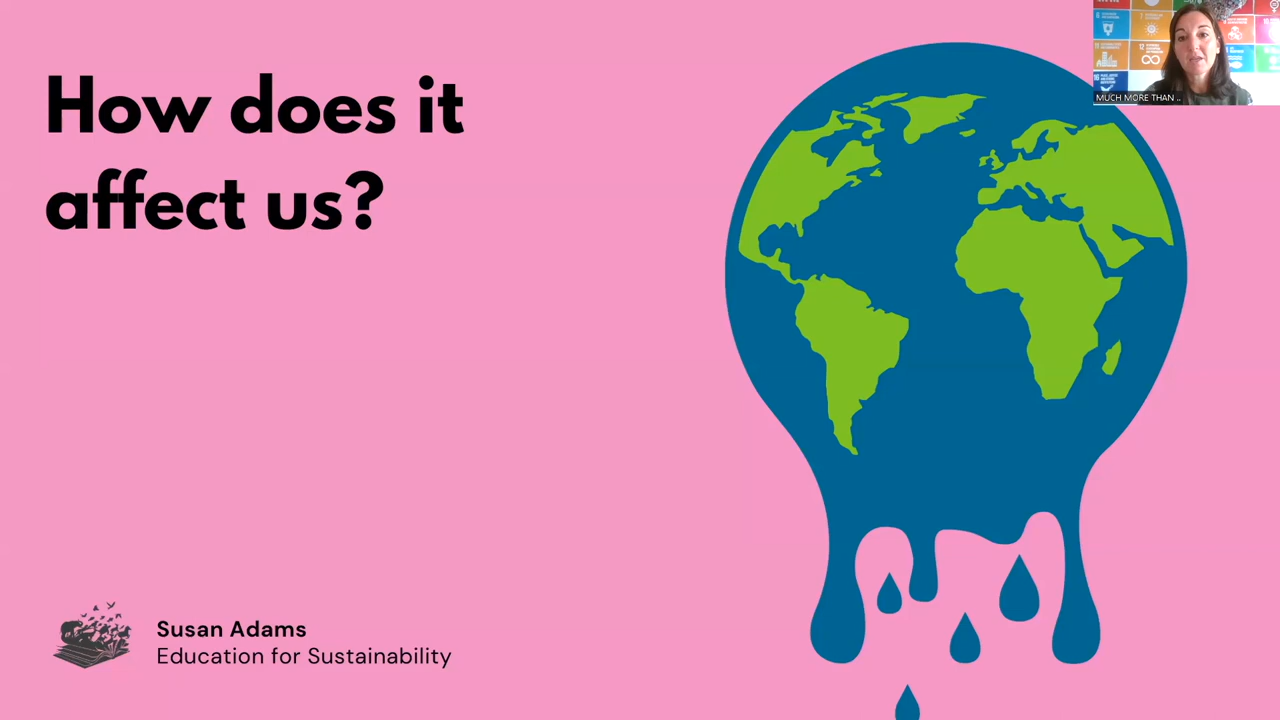 How does it
affect us?
MUCH MORE THAN ..
Susan Adams
Education for Sustainability